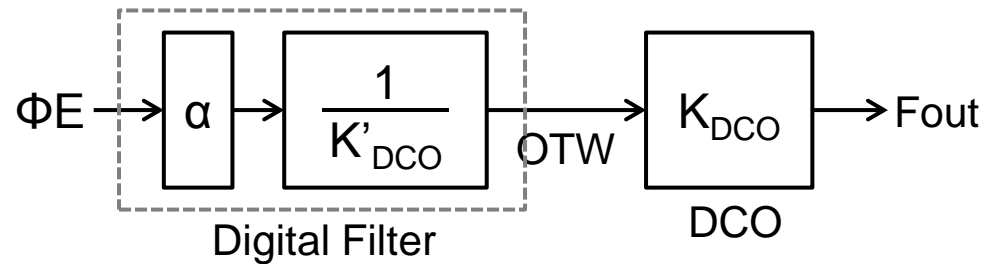 ΦE
α
1
K’DCO
OTW
KDCO
Fout
DCO
Digital Filter